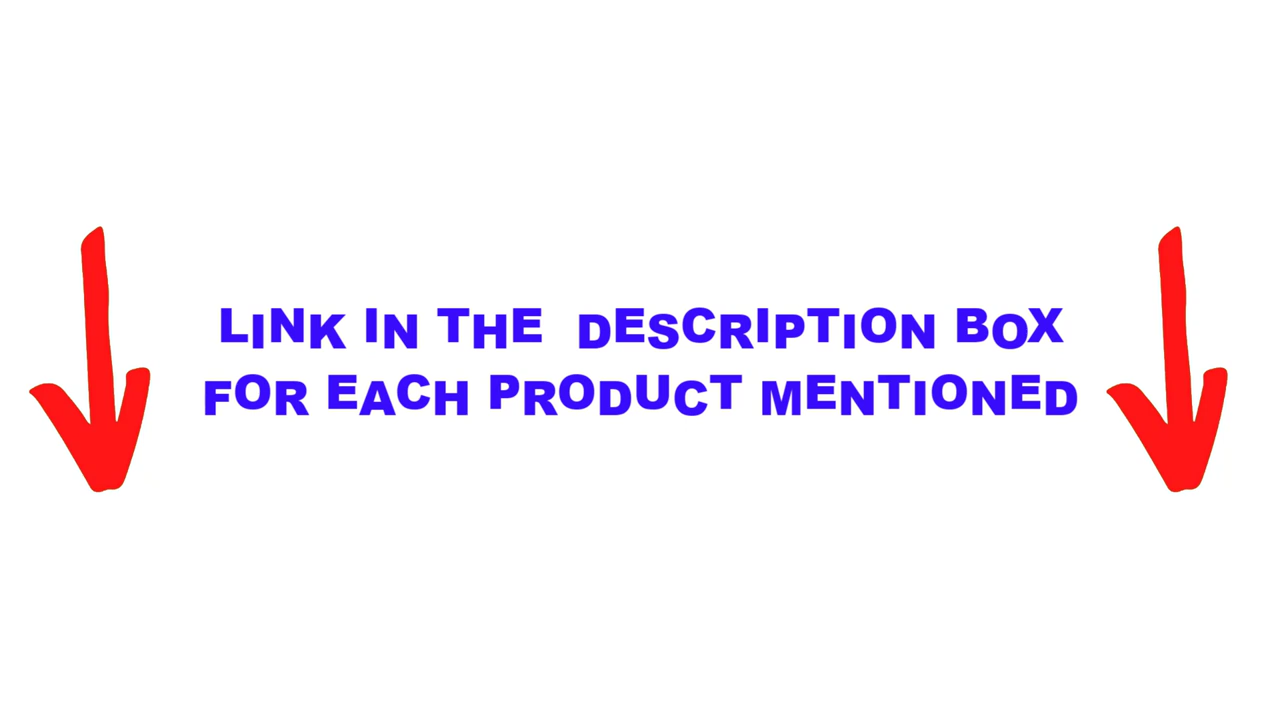 LINK IN THE DESCRIPTION BOX
FOR EACH PRODUCT MENTIONED